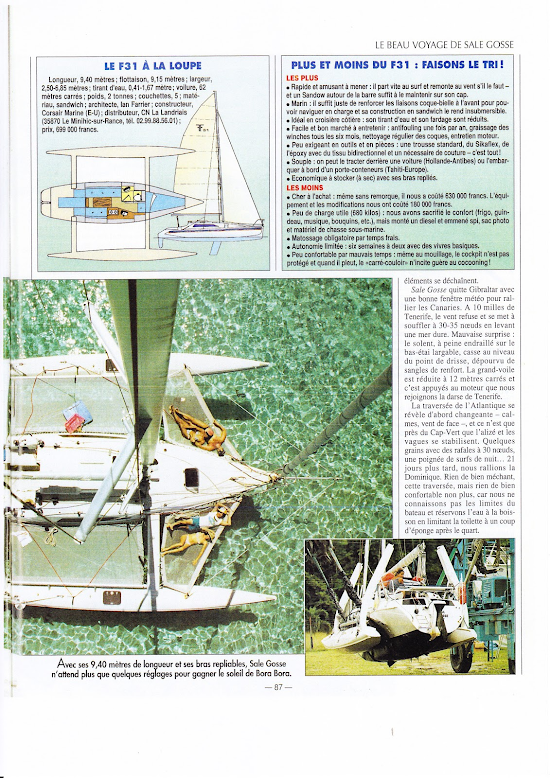 LE BEAU VOYAGE DE SALE GOSSE
LE F31 À LA LOUPE
Longueur, 9,40 mètres ; flottaison, 9,15 mètres ; largeur,
2,50-6,85 mètres ; tirant d'eau, 0,41-1,67 mètre ; voilure, 62
mètres carrés ; poids, 2 tonnes ; couchettes, 5 ; maté-
riau, sandwich ; architecte, Ian Farrier ; constructeur,
Corsair Marine (E-U) ; distributeur, CN La Landriais
(35870 Le Minihic-sur-Rance, tél. 02.99.88.56.01) ;
prix, 699 000 francs.
PLUS ET MOINS DU F31 : FAISONS LE TRI !
LES PLUS
• Rapide et amusant à mener : il part vite au surf et remonte au vent s'il le faut –
et un Sandow autour de la barre suffit à le maintenir sur son cap.
• Marin : il suffit juste de renforcer les liaisons coque-bielle à l'avant pour pou-
voir naviguer en charge et sa construction en sandwich le rend insubmersible.
• Idéal en croisière côtière : son tirant d'eau et son fardage sont réduits.
• Facile et bon marché à entretenir : antifouling une fois par an, graissage des
winches tous les six mois, nettoyage régulier des coques, entretien moteur.
• Peu exigeant en outils et en pièces : une trousse standard, du Sikaflex, de
l'époxy avec du tissu bidirectionnel et un nécessaire de couture – c'est tout !
• Souple : on peut le tracter derrière une voiture (Hollande-Antibes) ou l'embar-
quer à bord d'un porte-conteneurs (Tahiti-Europe).
• Economique à stocker (à sec) avec ses bras repliés.
LES MOINS
• Cher à l'achat : même sans remorque, il nous a coûté 630 000 francs. L'équi-
pement et les modifications nous ont coûté 180 000 francs.
• Peu de charge utile (680 kilos) : nous avons sacrifié le confort (frigo, guin-
deau, musique, bouquins, etc.), mais monté un diesel et emmené spi, sac photo
et matériel de chasse sous-marine.
• Matossage obligatoire par temps frais.
• Autonomie limitée : six semaines à deux avec des vivres basiques.
• Peu confortable par mauvais temps : même au mouillage, le cockpit n'est pas
protégé et quand il pleut, le «carré-couloir» n'incite guère au cocooning !
éléments se déchaînent.
Sale Gosse quitte Gibraltar avec
une bonne fenêtre météo pour ral-
lier les Canaries. A 10 milles de
Tenerife, le vent refuse et se met à
souffler à 30-35 nœuds en levant
une mer dure. Mauvaise surprise :
le solent, à peine endraillé sur le
bas-étai largable, casse au niveau
du point de drisse, dépourvu de
sangles de renfort. La grand-voile
est réduite à 12 mètres carrés et
c'est appuyés au moteur que nous
rejoignons la darse de Tenerife.
La traversée de l'Atlantique se
révèle d'abord changeante – cal-
mes, vent de face –, et ce n'est que
près du Cap-Vert que l'alizé et les
vagues se stabilisent. Quelques
grains avec des rafales à 30 nœuds,
une poignée de surfs de nuit... 21
jours plus tard, nous rallions la
Dominique. Rien de bien méchant,
cette traversée, mais rien de bien
confortable non plus, car nous ne
connaissons pas les limites du
bateau et réservons l'eau à la bois-
son en limitant la toilette à un coup
d'éponge après le quart.
Avec ses 9,40 mètres de longueur et ses bras repliables, Sale Gosse
n'attend plus que quelques réglages pour gagner le soleil de Bora Bora.
— 87 —